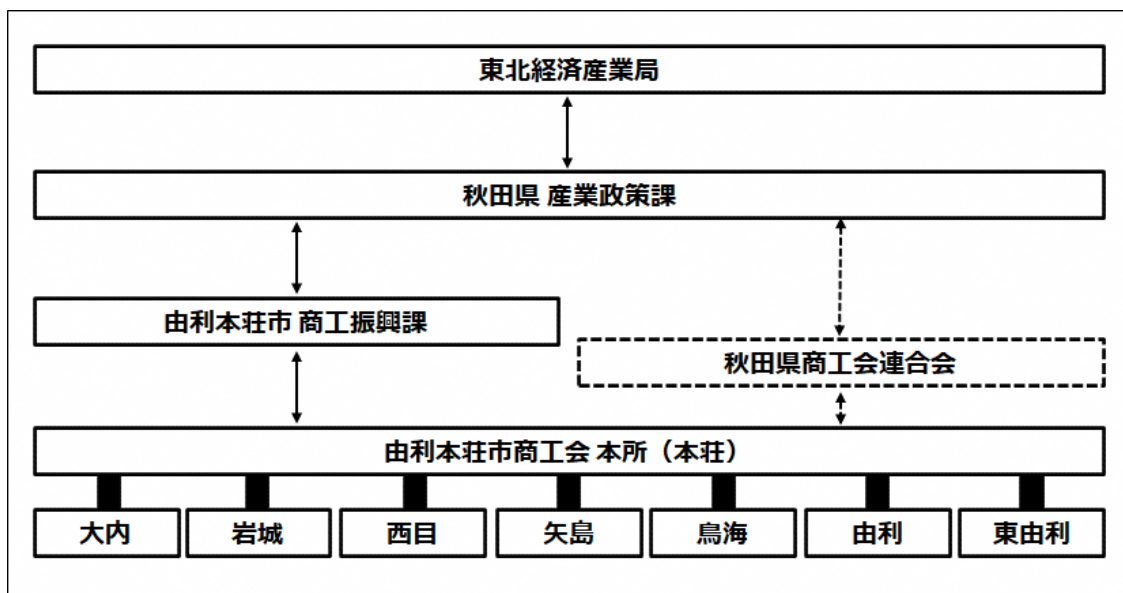 東北経済産業局
秋田県 産業政策課
由利本荘市 商工振興課
秋田県商工会連合会
由利本荘市商工会 本所（本荘）
大内
岩城
西目
矢島
鳥海
由利
東由利